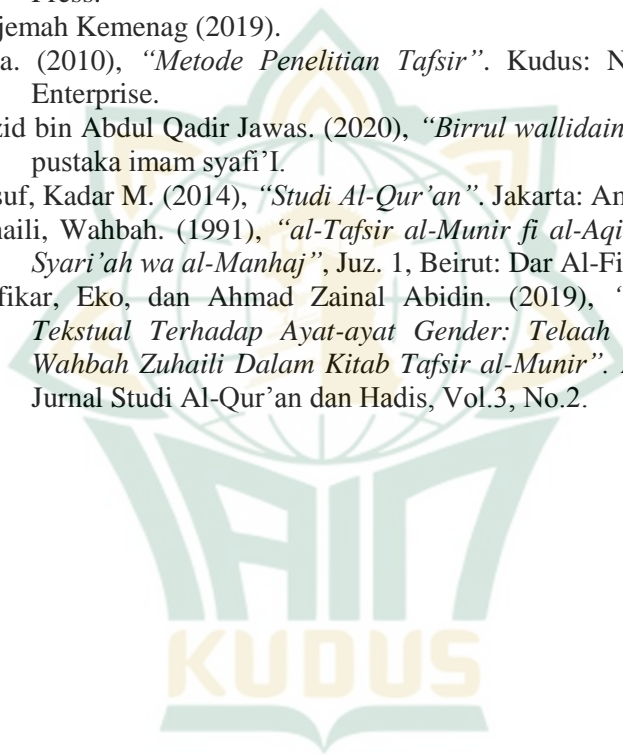 Press.
jemah Kemenag (2019).
a. (2010), “Metode Penelitian Tafsir”. Kudus: N
Enterprise.
zid bin Abdul Qadir Jawas. (2020), “Birrul wallidain
pustaka imam syafi’I.
suf, Kadar M. (2014), “Studi Al-Qur’an”. Jakarta: Am
haili, Wahbah. (1991), “al-Tafsir al-Munir fi al-Aqi
Syari’ah wa al-Manhaj”, Juz. 1, Beirut: Dar Al-Fi
fikar, Eko, dan Ahmad Zainal Abidin. (2019), “
Tekstual Terhadap Ayat-ayat Gender: Telaah
Wahbah Zuhaili Dalam Kitab Tafsir al-Munir”.
Jurnal Studi Al-Qur’an dan Hadis, Vol.3, No.2.
IAIN
KUDUS